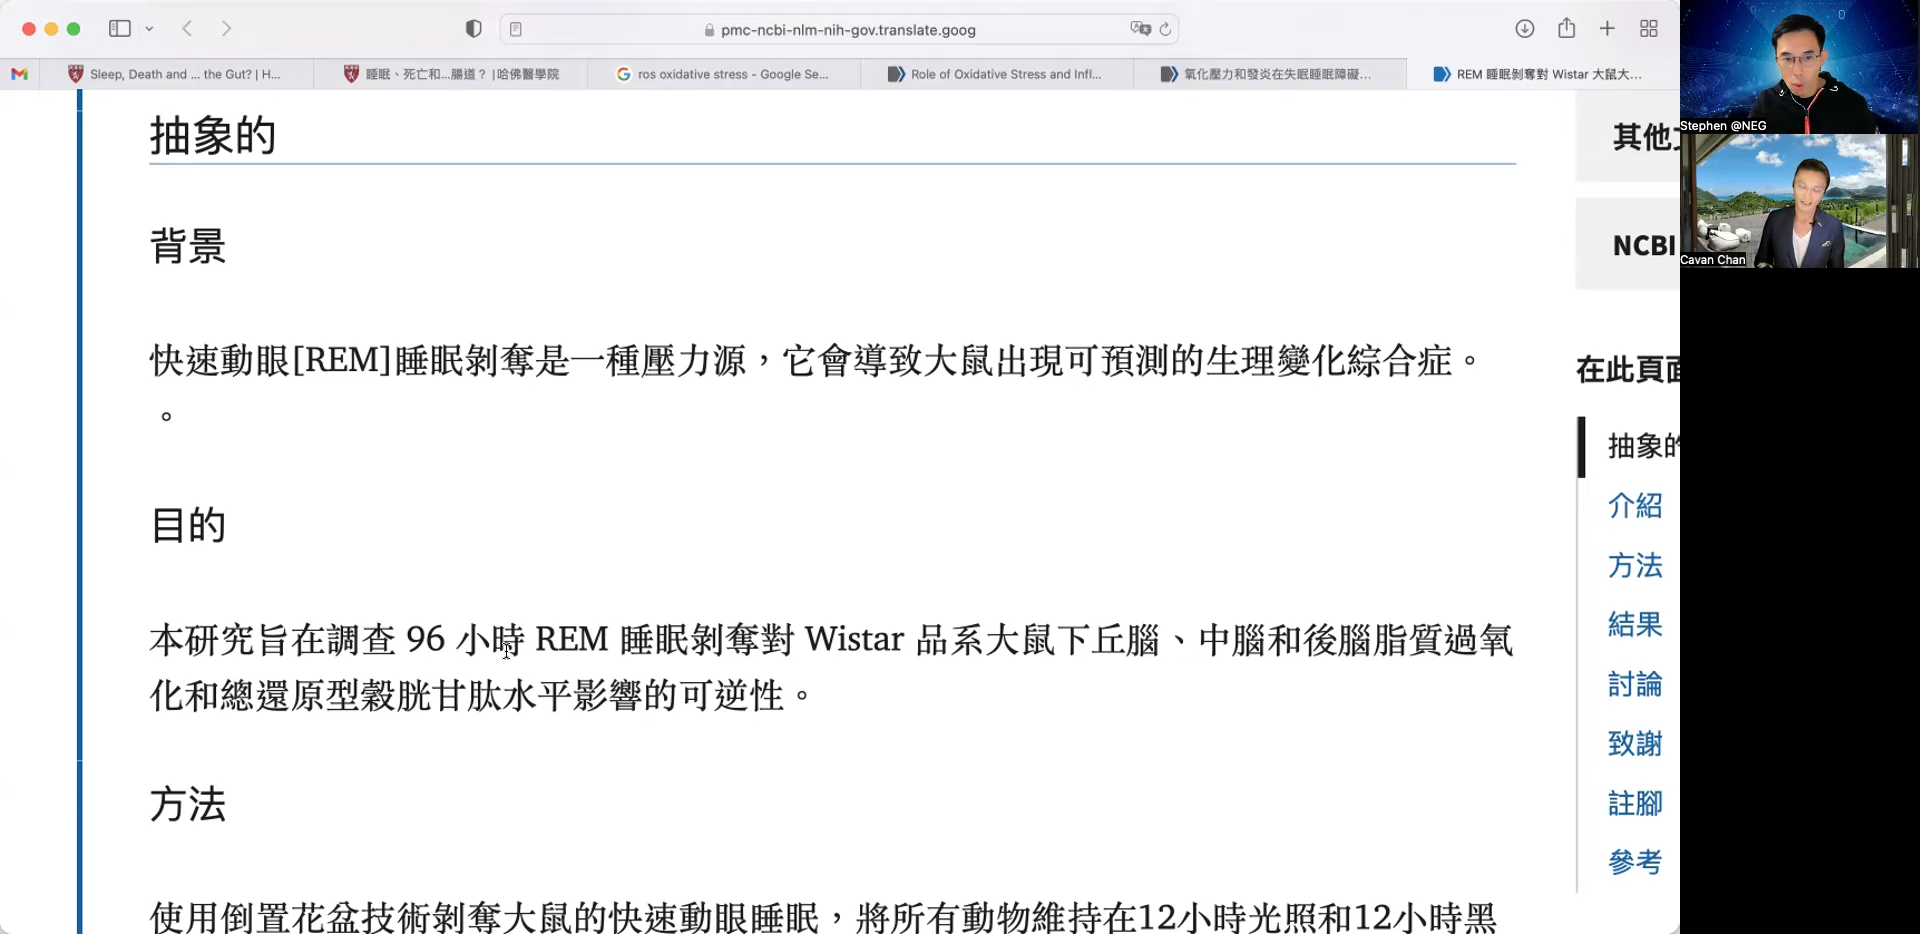 pmc-ncbi-nlm-nih-gov.translate.goog
Sleep, Death and ... the Gut? | H...
睡眠、死亡和...腸道？ |哈佛醫學院
ros oxidative stress - Google Se...
Role of Oxidative Stress and Infl...
氧化壓力和發炎在失眠睡眠障礙...
REM 睡眠剝奪對 Wistar 大鼠大...
抽象的
背景
快速動眼[REM]睡眠剝奪是一種壓力源，它會導致大鼠出現可預測的生理變化綜合症。
。
目的
本研究旨在調查 96 小時 REM 睡眠剝奪對 Wistar 品系大鼠下丘腦、中腦和後腦脂質過氧
化和總還原型穀胱甘肽水平影響的可逆性。
方法
使用倒置花盆技術剝奪大鼠的快速動眼睡眠，將所有動物維持在12小時光照和12小時黑
其他
NCBI
在此頁面
抽象的
介紹
方法
結果
討論
致謝
註腳
參考
Stephen @NEG
Cavan Chan